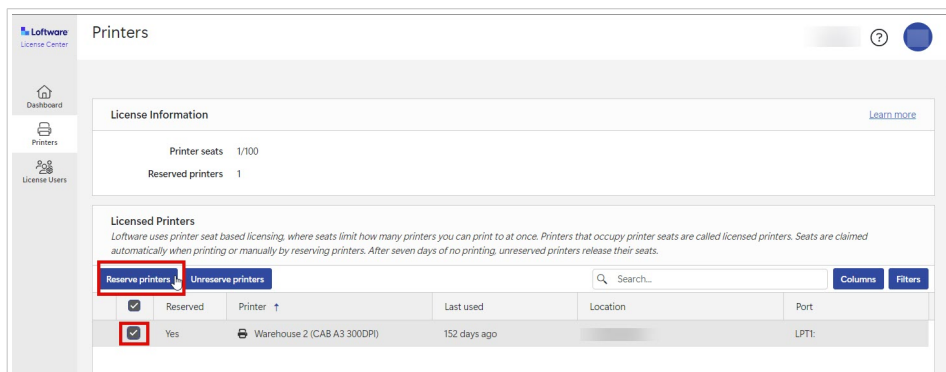 Loftware
License Center
Printers
?
Dashboard
Printers
License Users
License Information
Learn more
Printer seats 1/100
Reserved printers 1
Licensed Printers
Loftware uses printer seat based licensing, where seats limit how many printers you can print to at once. Printers that occupy printer seats are called licensed printers. Seats are claimed
automatically when printing or manually by reserving printers. After seven days of no printing, unreserved printers release their seats.
Reserve printers Unreserve printers Search... Columns Filters
Reserved Printer ↑ Last used Location Port
Yes Warehouse 2 (CAB A3 300DPI) 152 days ago LPT1: